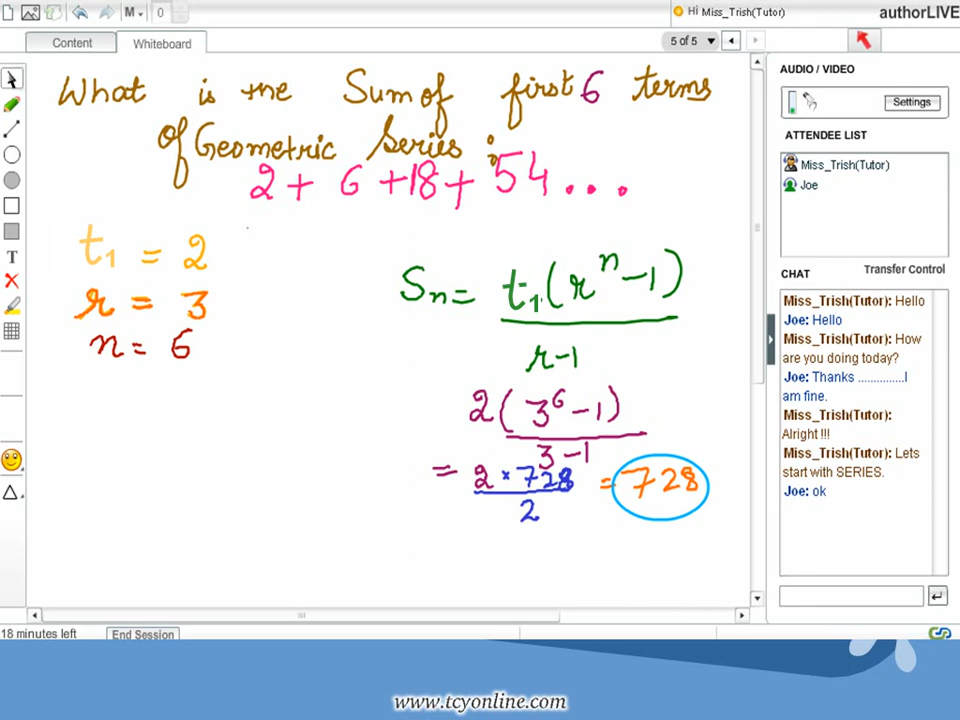 M
0
Hi Miss_Trish(Tutor)
authorLIVE
Content
Whiteboard
5 of 5
What is the Sum of first 6 terms
of Geometric Series :
2 + 6 + 18 + 54 ...
t₁ = 2
r = 3
n = 6
Sn = t₁(rⁿ - 1)
r - 1
2(3⁶ - 1)
3 - 1
= 2 * 728 = 728
2
T
AUDIO / VIDEO
Settings
ATTENDEE LIST
Miss_Trish(Tutor)
Joe
CHAT
Transfer Control
Miss_Trish(Tutor): Hello
Joe: Hello
Miss_Trish(Tutor): How
are you doing today?
Joe: Thanks ..............I
am fine.
Miss_Trish(Tutor):
Alright !!!
Miss_Trish(Tutor): Lets
start with SERIES.
Joe: ok
18 minutes left
End Session
www.tcyonline.com